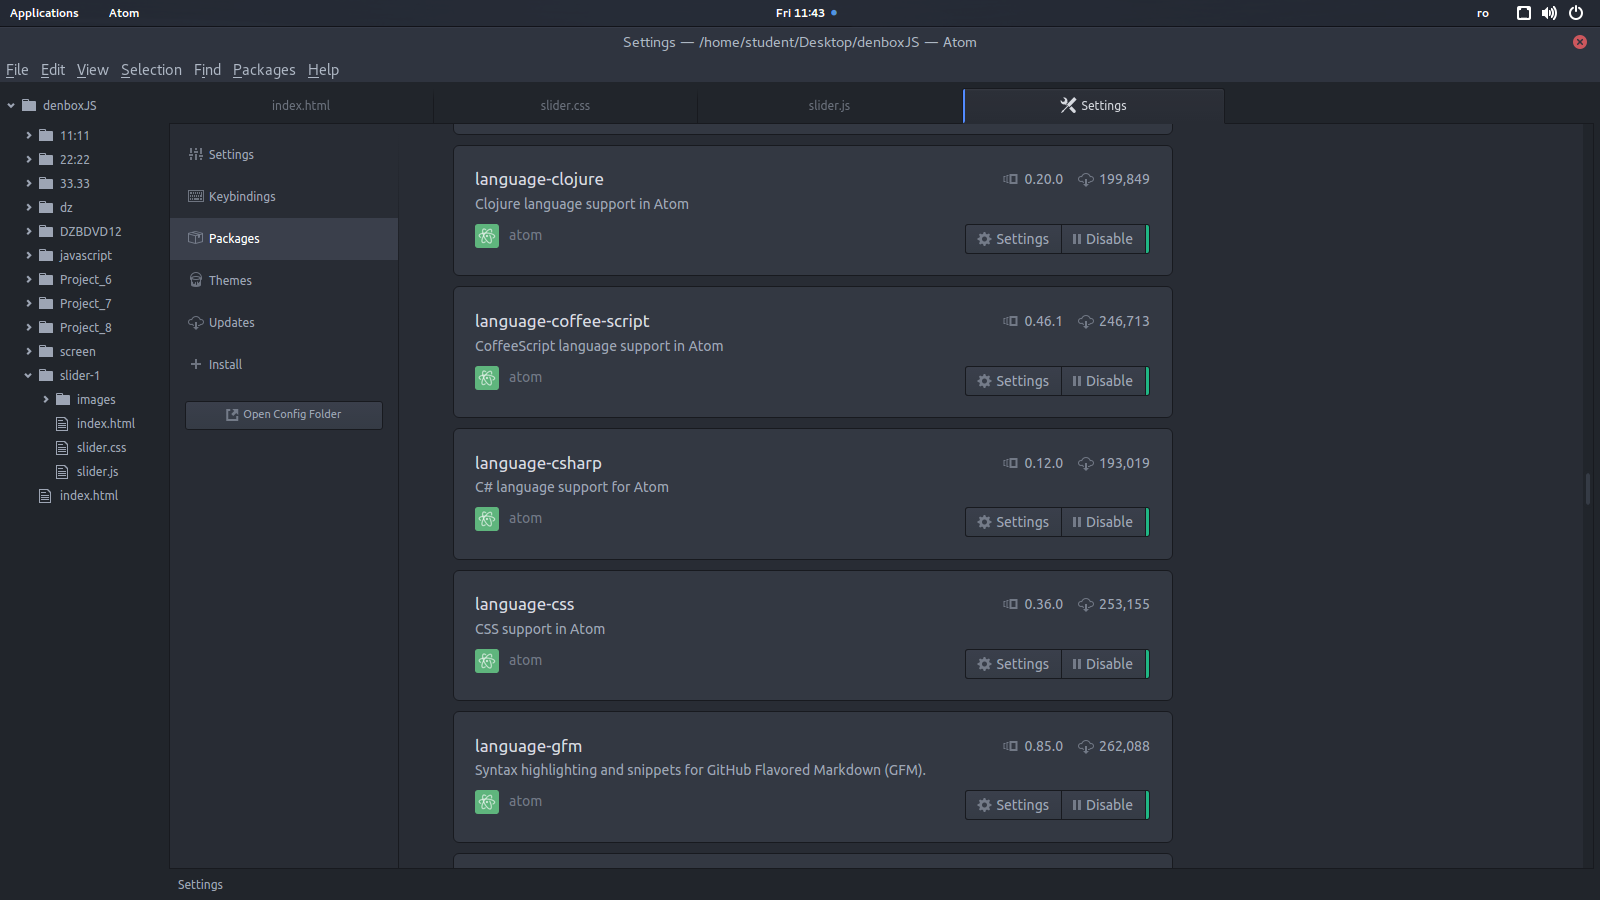 Applications Atom Fri 11:43 ro
Settings — /home/student/Desktop/denboxJS — Atom
File Edit View Selection Find Packages Help
denboxJS
11:11
22:22
33.33
dz
DZBDVD12
javascript
Project_6
Project_7
Project_8
screen
slider-1
images
index.html
slider.css
slider.js
index.html
index.html slider.css slider.js Settings
Settings
Keybindings
Packages
Themes
Updates
Install
Open Config Folder
language-clojure 0.20.0 199,849
Clojure language support in Atom
atom
Settings Disable
language-coffee-script 0.46.1 246,713
CoffeeScript language support in Atom
atom
Settings Disable
language-csharp 0.12.0 193,019
C# language support for Atom
atom
Settings Disable
language-css 0.36.0 253,155
CSS support in Atom
atom
Settings Disable
language-gfm 0.85.0 262,088
Syntax highlighting and snippets for GitHub Flavored Markdown (GFM).
atom
Settings Disable
Settings